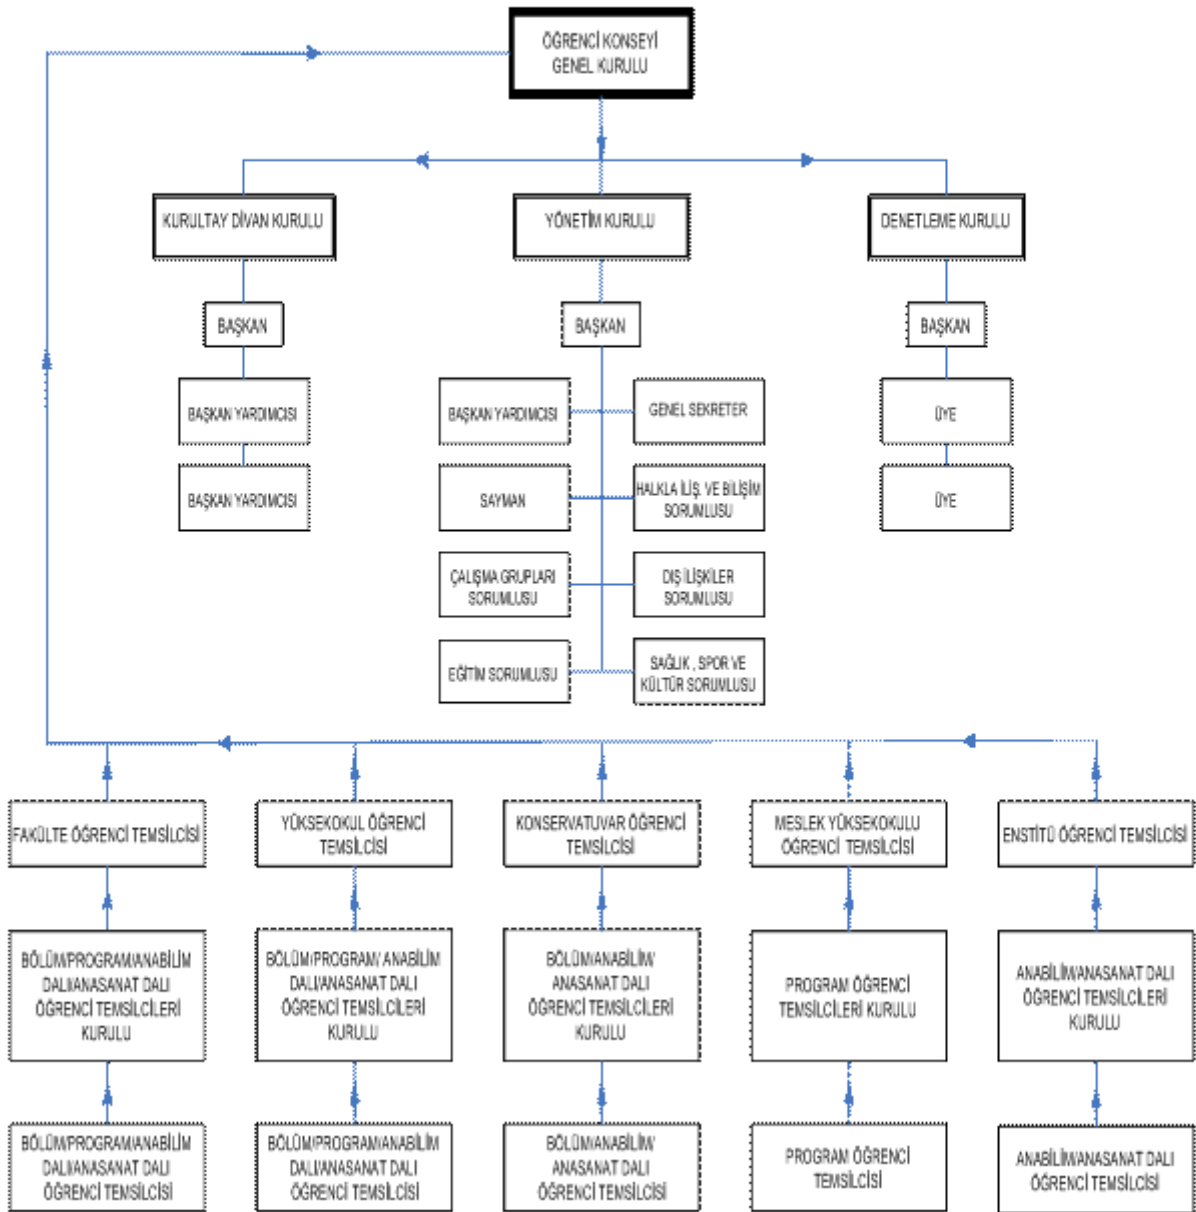 ÖĞRENCİ KONSEYİ
GENEL KURULU
KURULTAY DİVAN KURULU
YÖNETİM KURULU
DENETLEME KURULU
BAŞKAN
BAŞKAN
BAŞKAN
BAŞKAN YARDIMCISI
BAŞKAN YARDIMCISI
GENEL SEKRETER
ÜYE
BAŞKAN YARDIMCISI
SAYMAN
HALKLA İLİŞ. VE BİLİŞİM
SORUMLUSU
ÜYE
ÇALIŞMA GRUPLARI
SORUMLUSU
DIŞ İLİŞKİLER
SORUMLUSU
EĞİTİM SORUMLUSU
SAĞLIK , SPOR VE
KÜLTÜR SORUMLUSU
FAKÜLTE ÖĞRENCİ TEMSİLCİSİ
YÜKSEKOKUL ÖĞRENCİ
TEMSİLCİSİ
KONSERVATUVAR ÖĞRENCİ
TEMSİLCİSİ
MESLEK YÜKSEKOKULU
ÖĞRENCİ TEMSİLCİSİ
ENSTİTÜ ÖĞRENCİ TEMSİLCİSİ
BÖLÜM/PROGRAM/ANABİLİM
DALI/ANASANAT DALI
ÖĞRENCİ TEMSİLCİLERİ
KURULU
BÖLÜM/PROGRAM/ ANABİLİM
DALI/ANASANAT DALI
ÖĞRENCİ TEMSİLCİLERİ
KURULU
BÖLÜM/ANABİLİM/
ANASANAT DALI
ÖĞRENCİ TEMSİLCİLERİ
KURULU
PROGRAM ÖĞRENCİ
TEMSİLCİLERİ KURULU
ANABİLİM/ANASANAT DALI
ÖĞRENCİ TEMSİLCİLERİ
KURULU
BÖLÜM/PROGRAM/ANABİLİM
DALI/ANASANAT DALI
ÖĞRENCİ TEMSİLCİSİ
BÖLÜM/PROGRAM/ANABİLİM
DALI/ANASANAT DALI
ÖĞRENCİ TEMSİLCİSİ
BÖLÜM/ANABİLİM/
ANASANAT DALI
ÖĞRENCİ TEMSİLCİSİ
PROGRAM ÖĞRENCİ
TEMSİLCİSİ
ANABİLİM/ANASANAT DALI
ÖĞRENCİ TEMSİLCİSİ